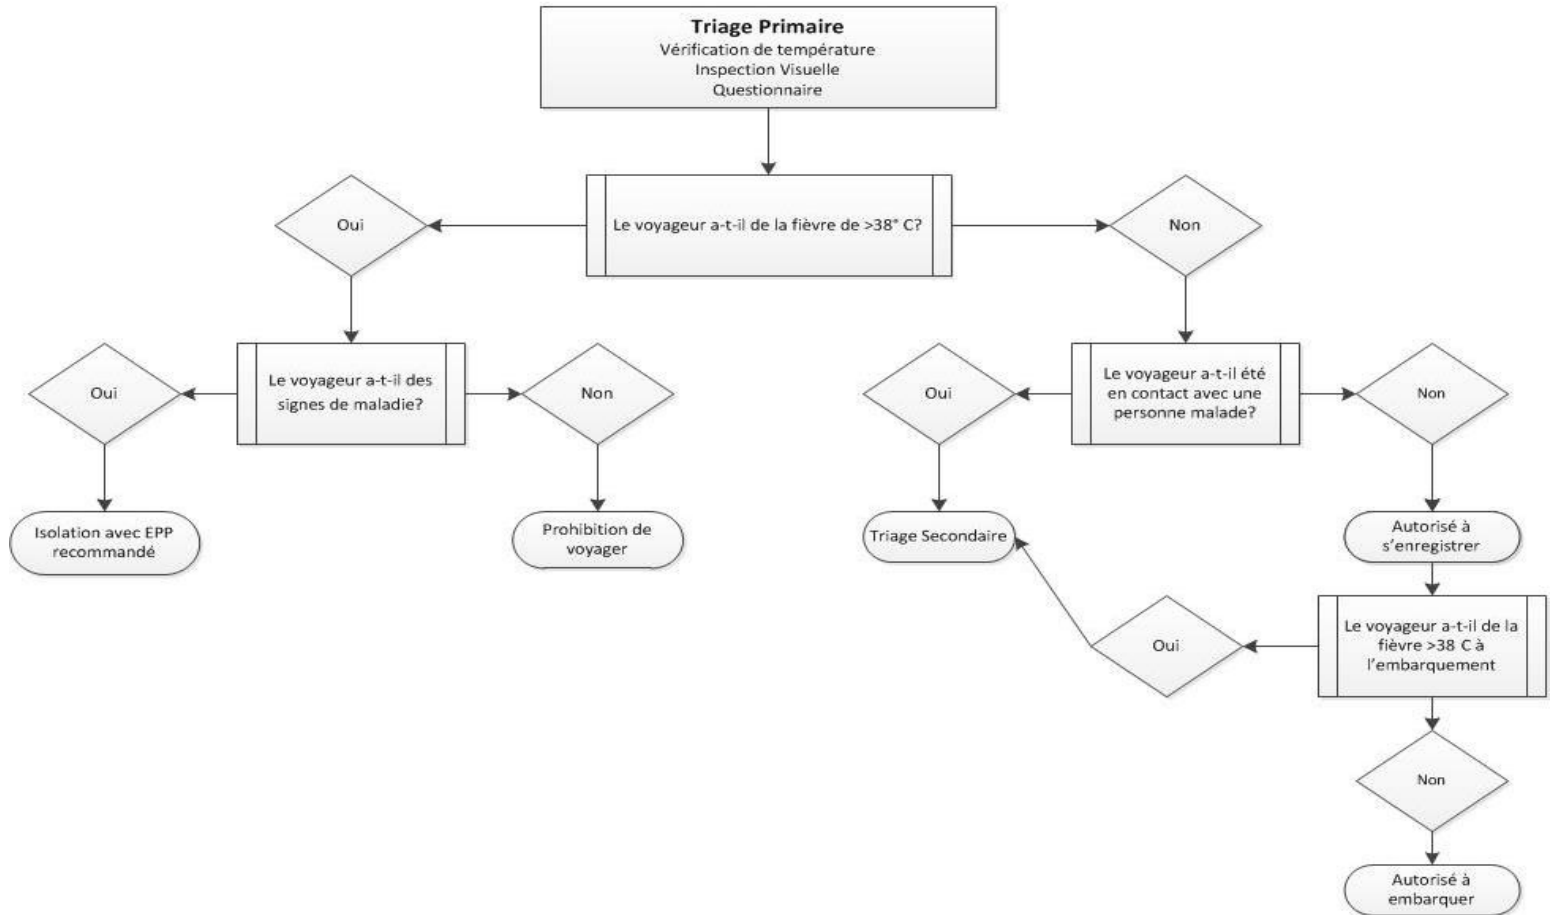 Triage Primaire
Vérification de température
Inspection Visuelle
Questionnaire
Oui
Le voyageur a-t-il de la fièvre de >38° C?
Non
Oui
Le voyageur a-t-il des
signes de maladie?
Non
Oui
Le voyageur a-t-il été
en contact avec une
personne malade?
Non
Isolation avec EPP
recommandé
Prohibition de
voyager
Triage Secondaire
Autorisé à
s'enregistrer
Oui
Le voyageur a-t-il de la
fièvre >38 C à
l'embarquement
Non
Autorisé à
embarquer